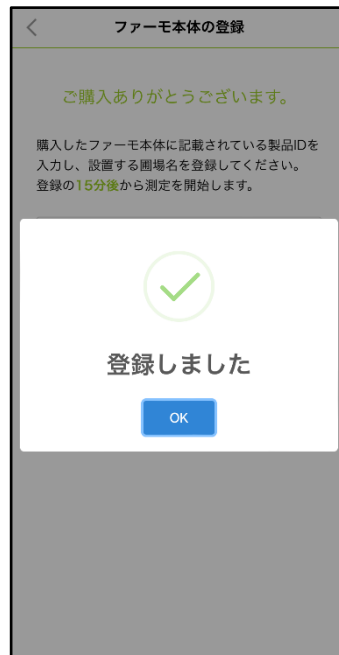 ファーモ本体の登録
ご購入ありがとうございます。
購入したファーモ本体に記載されている製品IDを
入力し、設置する圃場名を登録してください。
登録の15分後から測定を開始します。
登録しました
OK